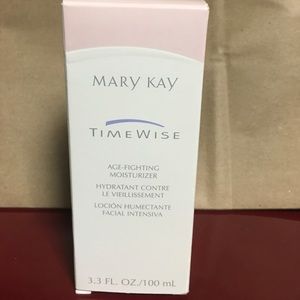 MARY KAY
TIMEWISE
AGE-FIGHTING
MOISTURIZER
HYDRATANT CONTRE
LE VIEILLISSEMENT
LOCIÓN HUMECTANTE
FACIAL INTENSIVA
3.3 FL. OZ./100 mL